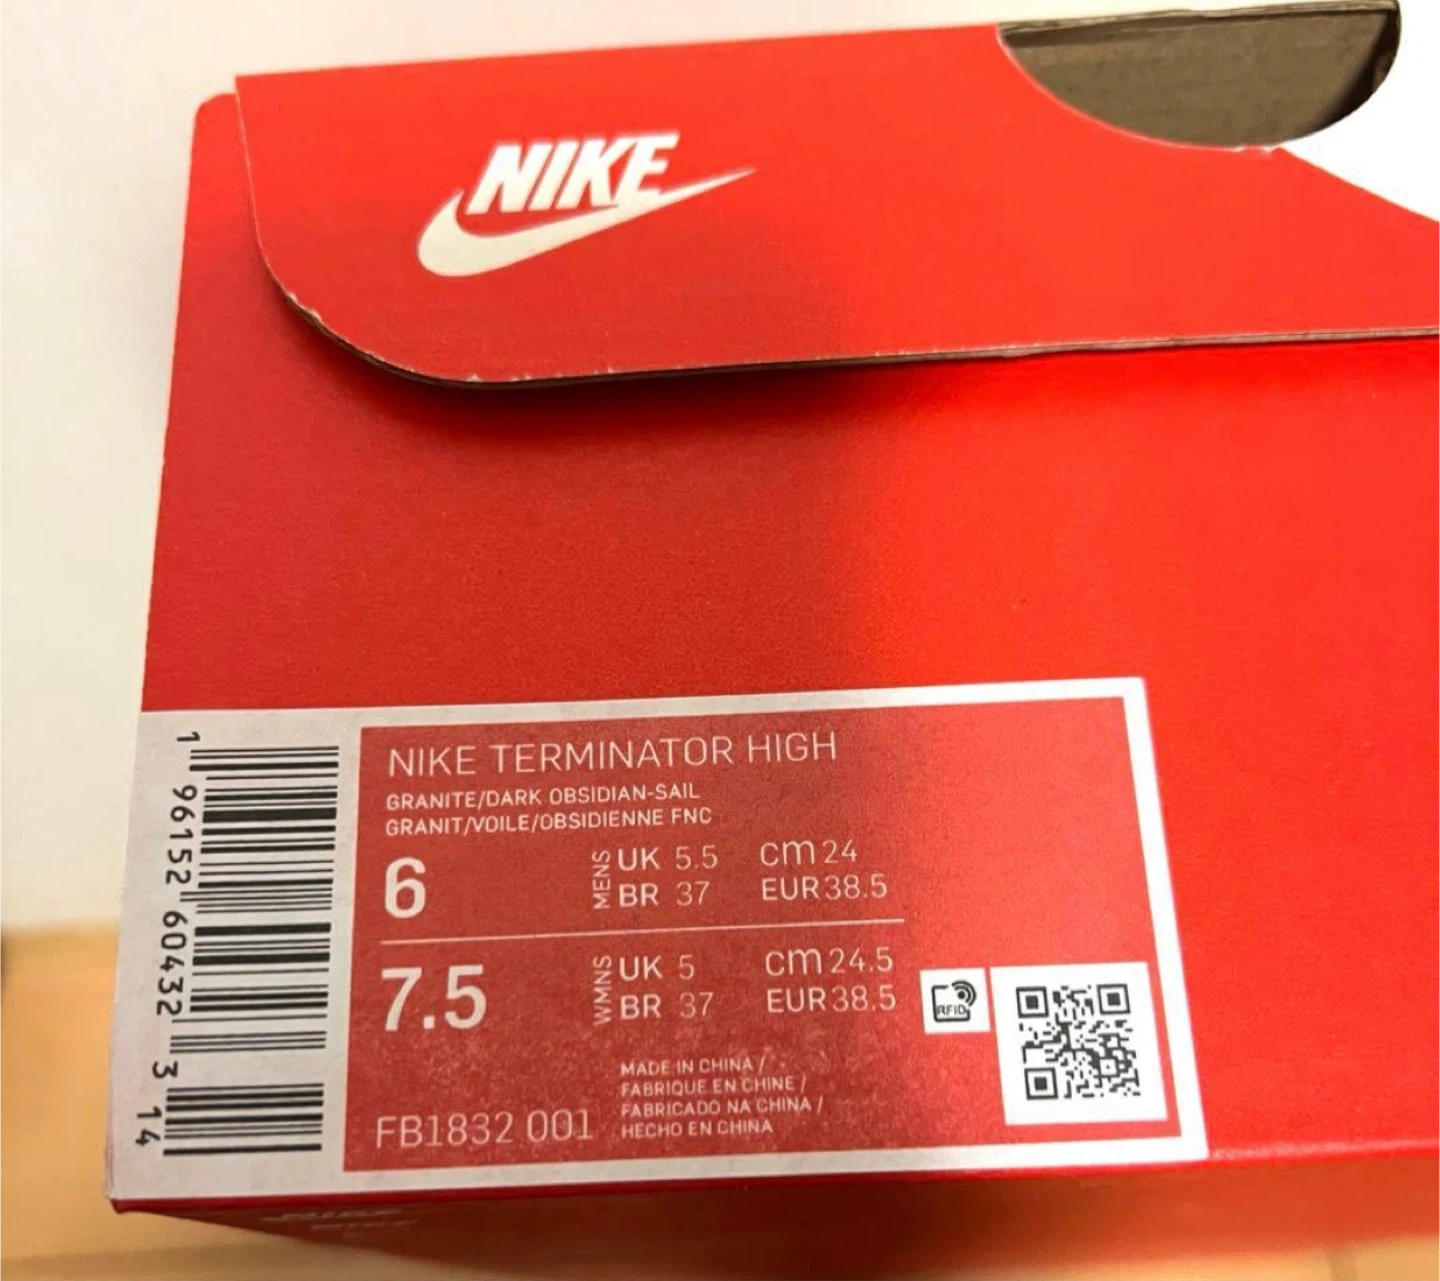 NIKE
NIKE TERMINATOR HIGH
GRANITE/DARK OBSIDIAN-SAIL
GRANIT/VOILE/OBSIDIENNE FNC
6 MENS UK 5.5 cm 24
BR 37 EUR 38.5
7.5 WMNS UK 5 cm 24.5
BR 37 EUR 38.5
RFID
MADE IN CHINA /
FABRIQUE EN CHINE /
FABRICADO NA CHINA /
HECHO EN CHINA
FB1832 001
1 96152 60432 3 14
NIKE